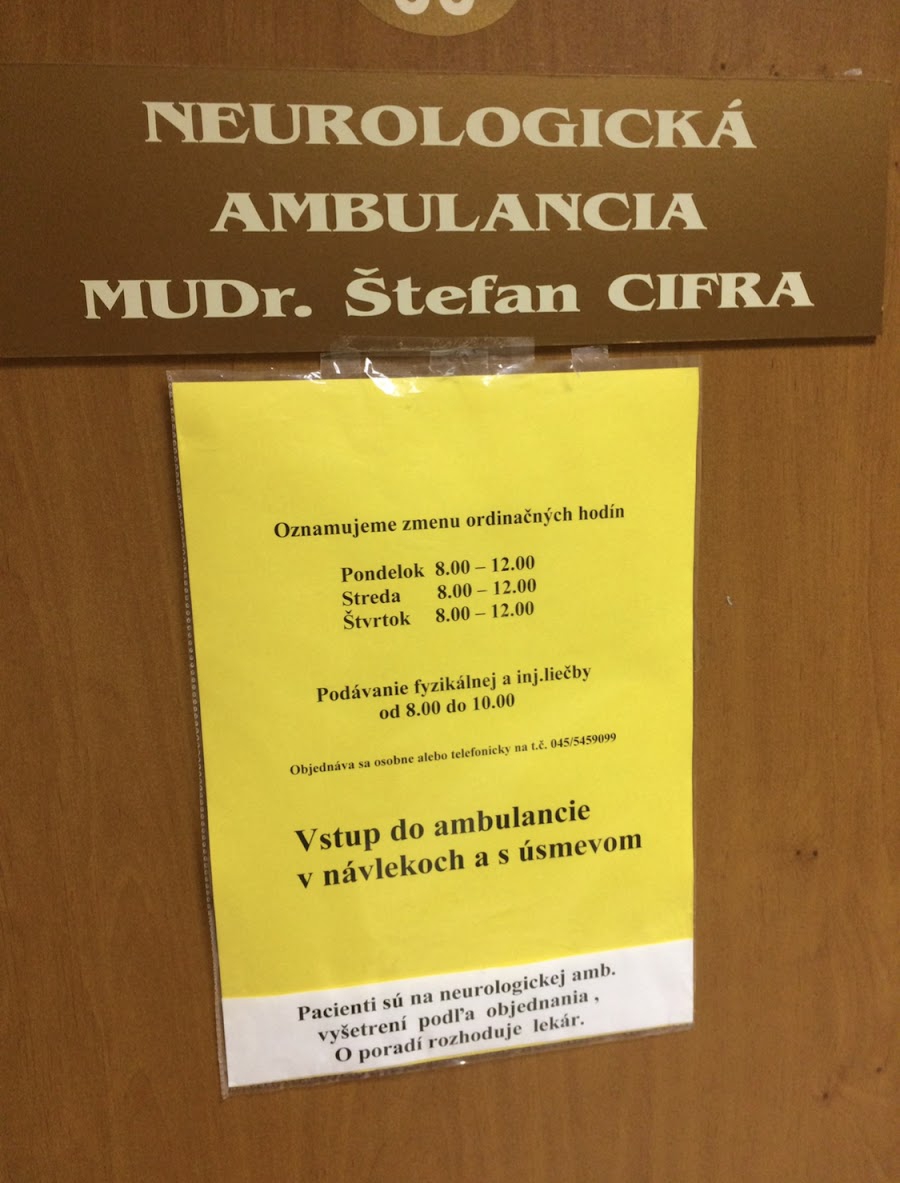 NEUROLOGICKÁ
AMBULANCIA
MUDr. Štefan CIFRA
Oznamujeme zmenu ordinačných hodín
Pondelok 8.00 – 12.00
Streda 8.00 – 12.00
Štvrtok 8.00 – 12.00
Podávanie fyzikálnej a inj.liečby
od 8.00 do 10.00
Objednáva sa osobne alebo telefonicky na t.č. 045/5459099
Vstup do ambulancie
v návlekoch a s úsmevom
Pacienti sú na neurologickej amb.
vyšetrení podľa objednania ,
O poradí rozhoduje lekár.